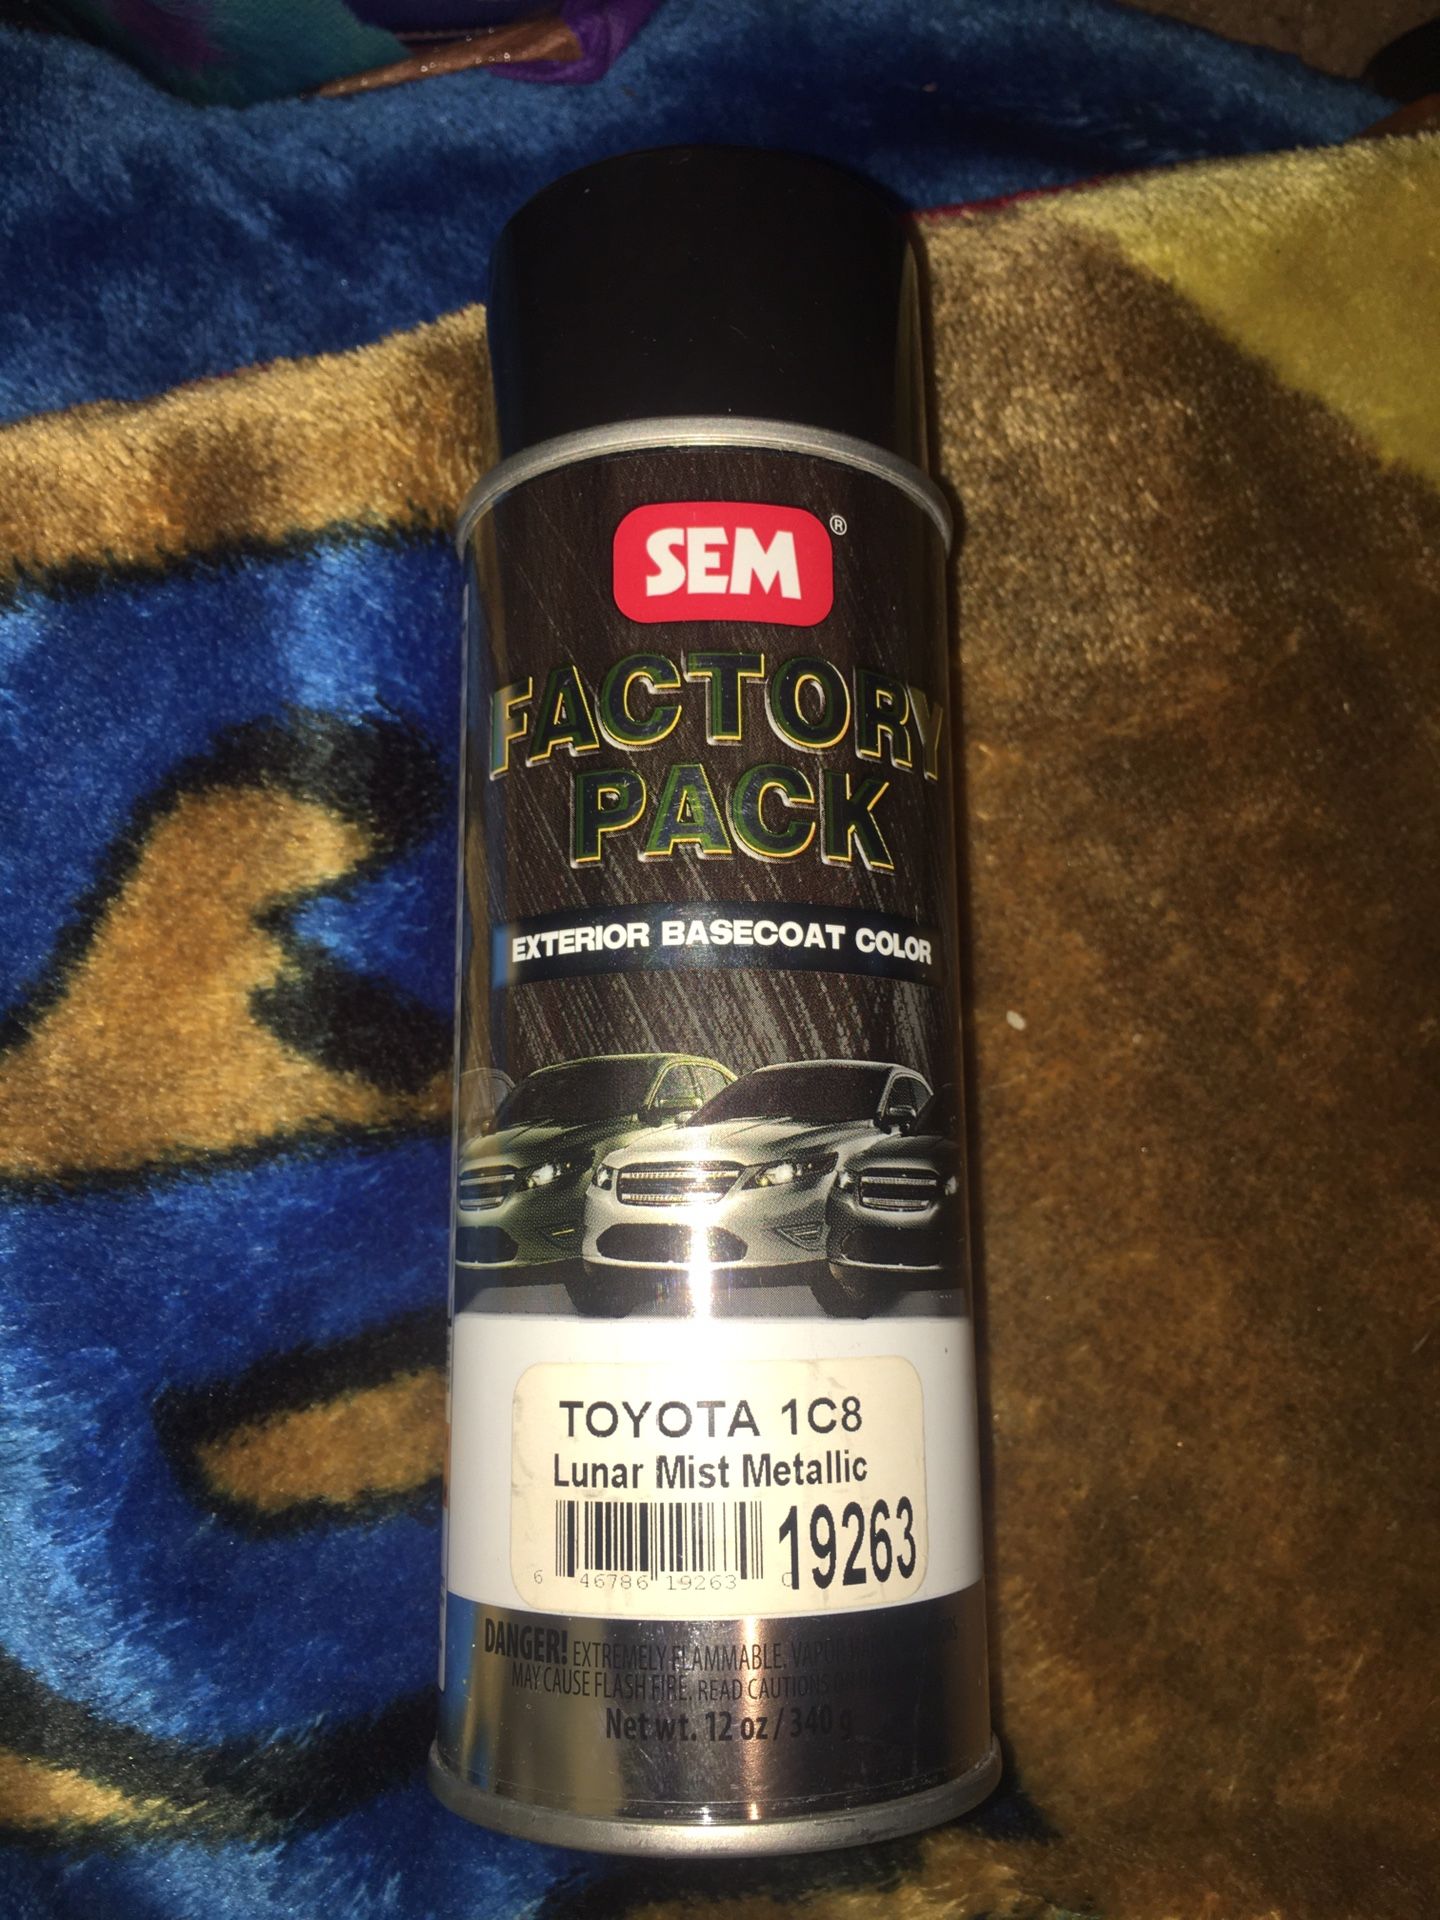 SEM®
FACTORY
PACK
EXTERIOR BASECOAT COLOR
TOYOTA 1C8
Lunar Mist Metallic
19263
6 46786 19263
DANGER! EXTREMELY FLAMMABLE. VAPOR
MAY CAUSE FLASH FIRE. READ CAUTIONS ON
Net wt. 12 oz / 340 g